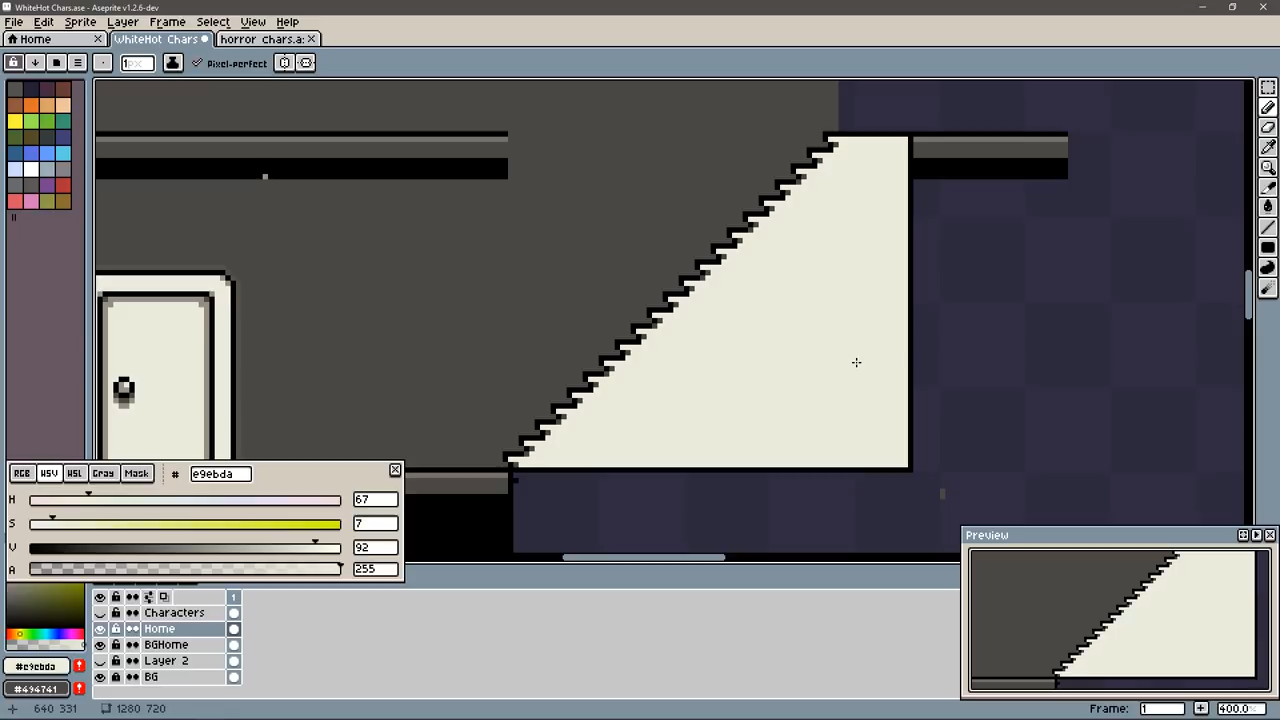 WhiteHot Chars.ase - Aseprite v1.2.6-dev
File Edit Sprite Layer Frame Select View Help
Home WhiteHot Chars horror chars.a:
1px Pixel-perfect
RGB HSV HSL Gray Mask # e9ebda
H 67
S 7
V 92
A 255
Preview
1
Characters
Home
BGHome
Layer 2
BG
#e9ebda
#494741
640 331 1280 720 Frame: 1 400.0%